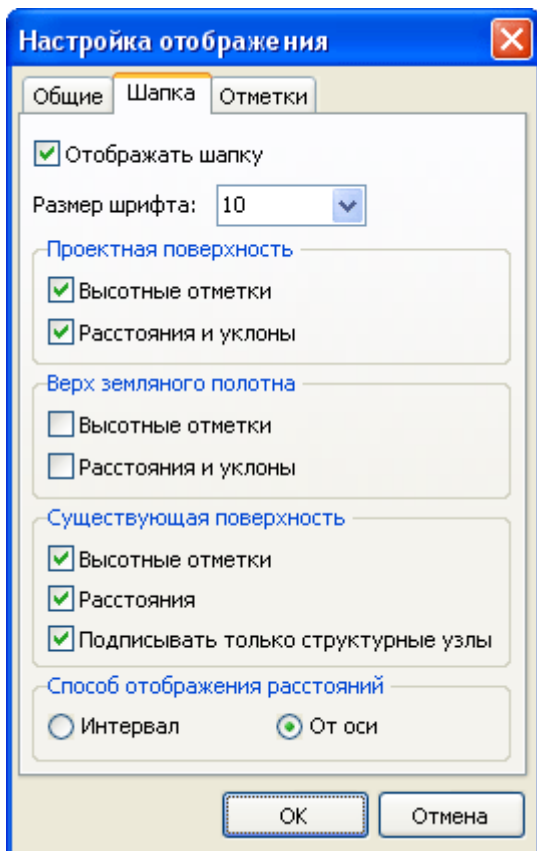 Настройка отображения
Общие Шапка Отметки
Отображать шапку
Размер шрифта: 10
Проектная поверхность
Высотные отметки
Расстояния и уклоны
Верх земляного полотна
Высотные отметки
Расстояния и уклоны
Существующая поверхность
Высотные отметки
Расстояния
Подписывать только структурные узлы
Способ отображения расстояний
Интервал От оси
ОК Отмена